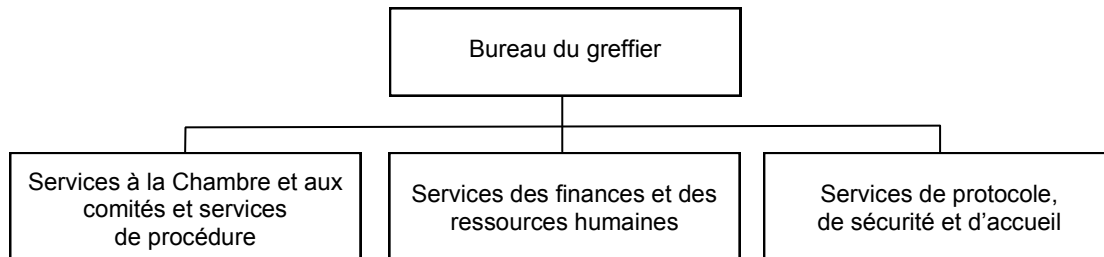 Bureau du greffier
Services à la Chambre et aux
comités et services
de procédure
Services des finances et des
ressources humaines
Services de protocole,
de sécurité et d’accueil